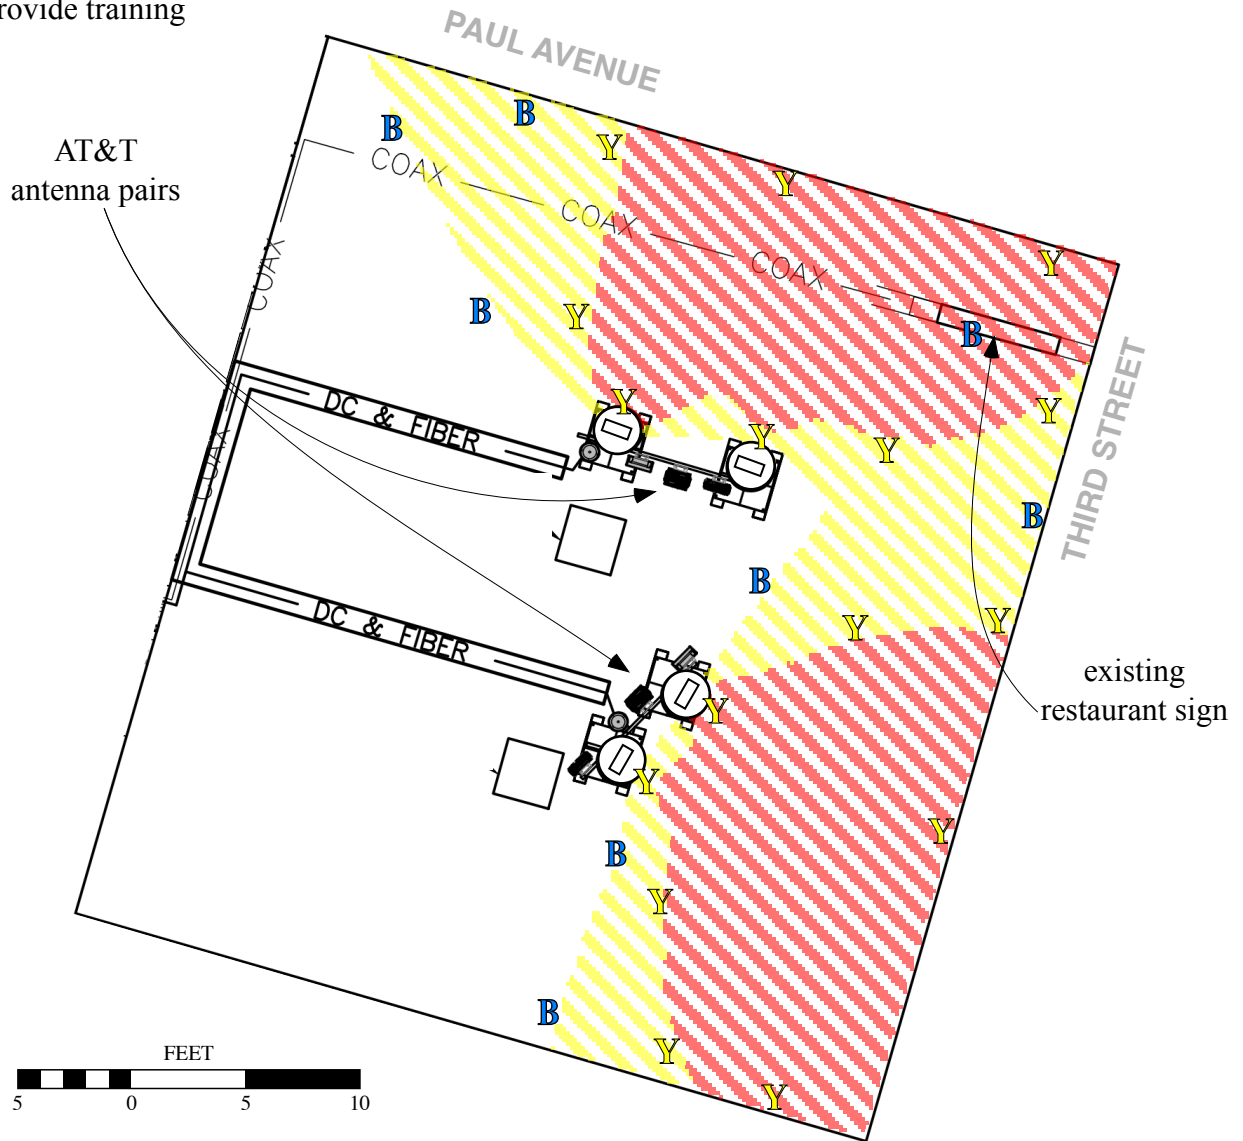 rovide training
PAUL AVENUE
B
B
Y
Y
AT&T
antenna pairs
COAX
COAX
COAX
Y
COAX
B
Y
B
THIRD STREET
Y
Y
Y
Y
DC & FIBER
COAX
B
B
DC & FIBER
Y
Y
existing
restaurant sign
Y
Y
Y
B
Y
B
Y
Y
FEET
5 0 5 10